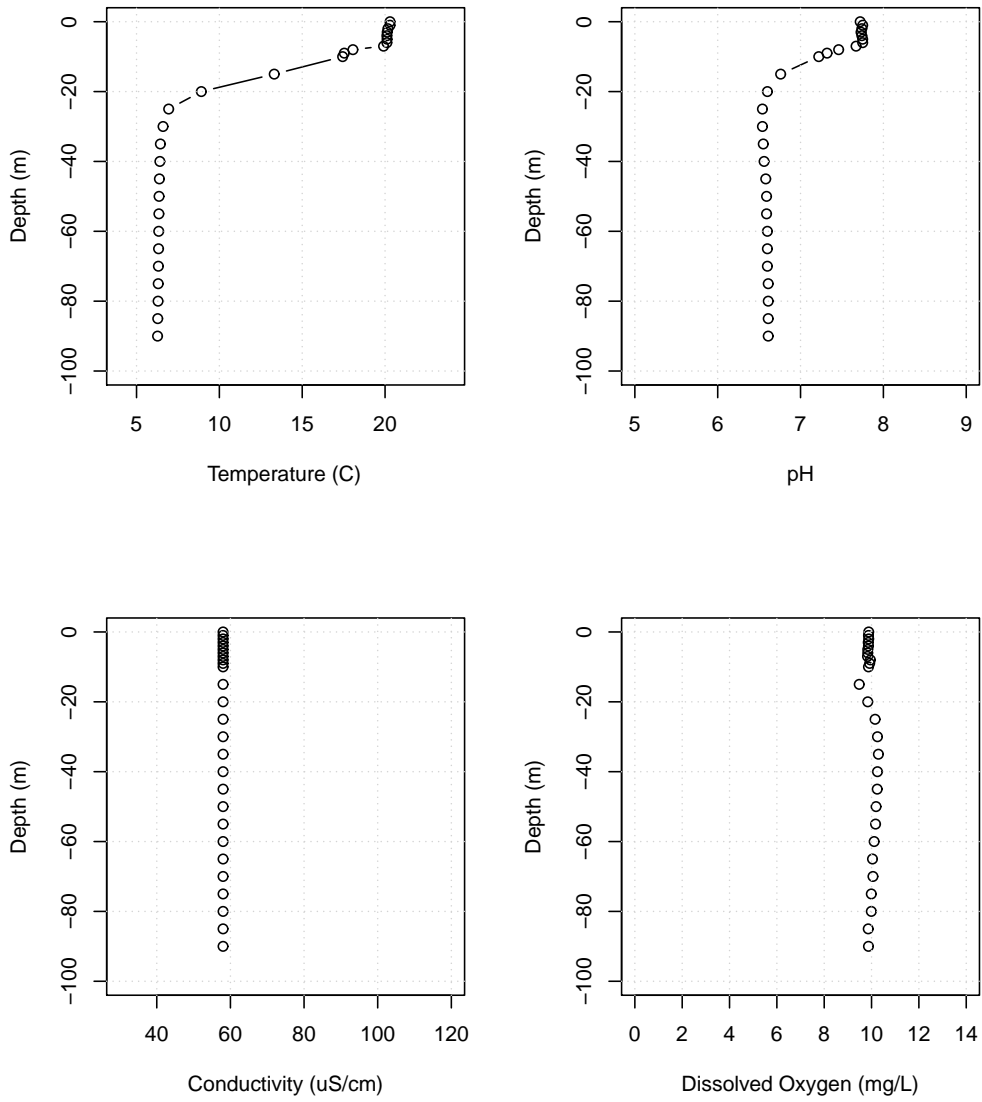 0
−20
−40
−60
−80
−100
Depth (m)
5 10 15 20
Temperature (C)
0
−20
−40
−60
−80
−100
Depth (m)
5 6 7 8 9
pH
0
−20
−40
−60
−80
−100
Depth (m)
40 60 80 100 120
Conductivity (uS/cm)
0
−20
−40
−60
−80
−100
Depth (m)
0 2 4 6 8 10 12 14
Dissolved Oxygen (mg/L)